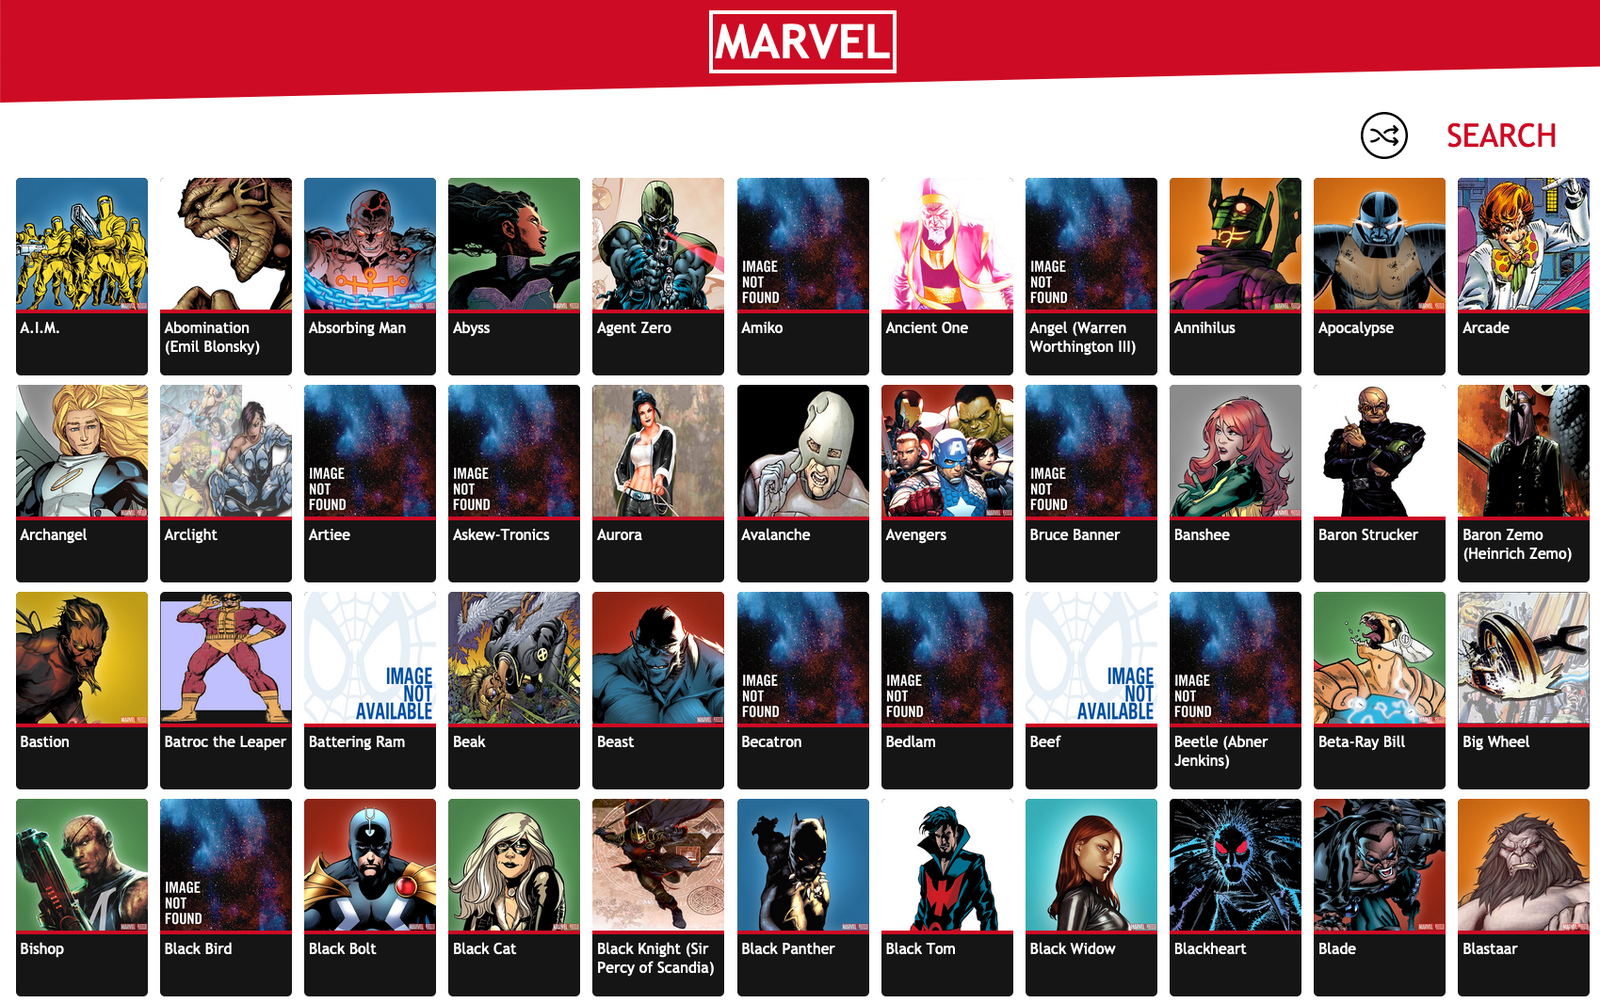 MARVEL
SEARCH
IMAGE
NOT
FOUND
IMAGE
NOT
FOUND
A.I.M.
Abomination
(Emil Blonsky)
Absorbing Man
Abyss
Agent Zero
Amiko
Ancient One
Angel (Warren
Worthington III)
Annihilus
Apocalypse
Arcade
IMAGE
NOT
FOUND
IMAGE
NOT
FOUND
IMAGE
NOT
FOUND
Archangel
Arclight
Artiee
Askew-Tronics
Aurora
Avalanche
Avengers
Bruce Banner
Banshee
Baron Strucker
Baron Zemo
(Heinrich Zemo)
IMAGE
NOT
AVAILABLE
IMAGE
NOT
FOUND
IMAGE
NOT
FOUND
IMAGE
NOT
AVAILABLE
IMAGE
NOT
FOUND
Bastion
Batroc the Leaper
Battering Ram
Beak
Beast
Becatron
Bedlam
Beef
Beetle (Abner
Jenkins)
Beta-Ray Bill
Big Wheel
IMAGE
NOT
FOUND
Bishop
Black Bird
Black Bolt
Black Cat
Black Knight (Sir
Percy of Scandia)
Black Panther
Black Tom
Black Widow
Blackheart
Blade
Blastaar